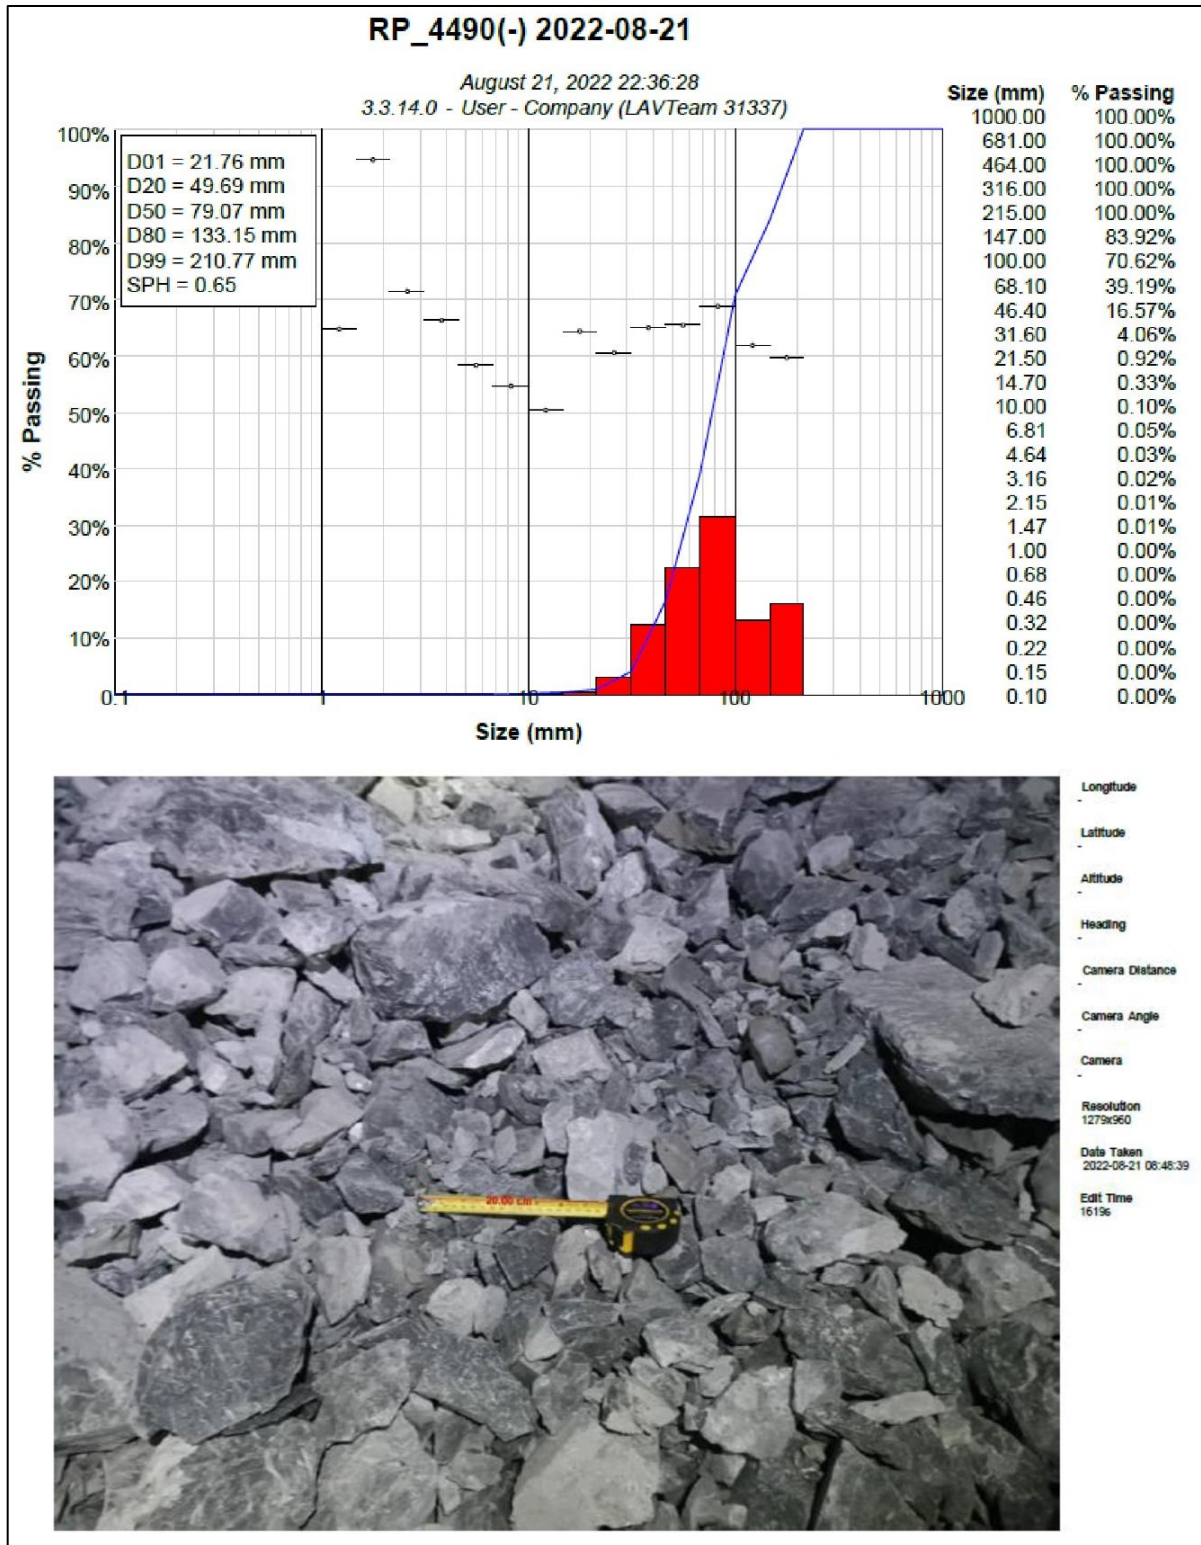 RP_4490(-) 2022-08-21
August 21, 2022 22:36:28
3.3.14.0 - User - Company (LAVTeam 31337)
D01 = 21.76 mm
D20 = 49.69 mm
D50 = 79.07 mm
D80 = 133.15 mm
D99 = 210.77 mm
SPH = 0.65
100%
90%
80%
70%
60%
50%
40%
30%
20%
10%
% Passing
0.1 1 10 100 1000
Size (mm)
Size (mm) % Passing
1000.00 100.00%
681.00 100.00%
464.00 100.00%
316.00 100.00%
215.00 100.00%
147.00 83.92%
100.00 70.62%
68.10 39.19%
46.40 16.57%
31.60 4.06%
21.50 0.92%
14.70 0.33%
10.00 0.10%
6.81 0.05%
4.64 0.03%
3.16 0.02%
2.15 0.01%
1.47 0.01%
1.00 0.00%
0.68 0.00%
0.46 0.00%
0.32 0.00%
0.22 0.00%
0.15 0.00%
0.10 0.00%
20.00 cm
Longitude
-
Latitude
-
Altitude
-
Heading
-
Camera Distance
-
Camera Angle
-
Camera
-
Resolution
1279x960
Date Taken
2022-08-21 08:48:39
Edit Time
1619s